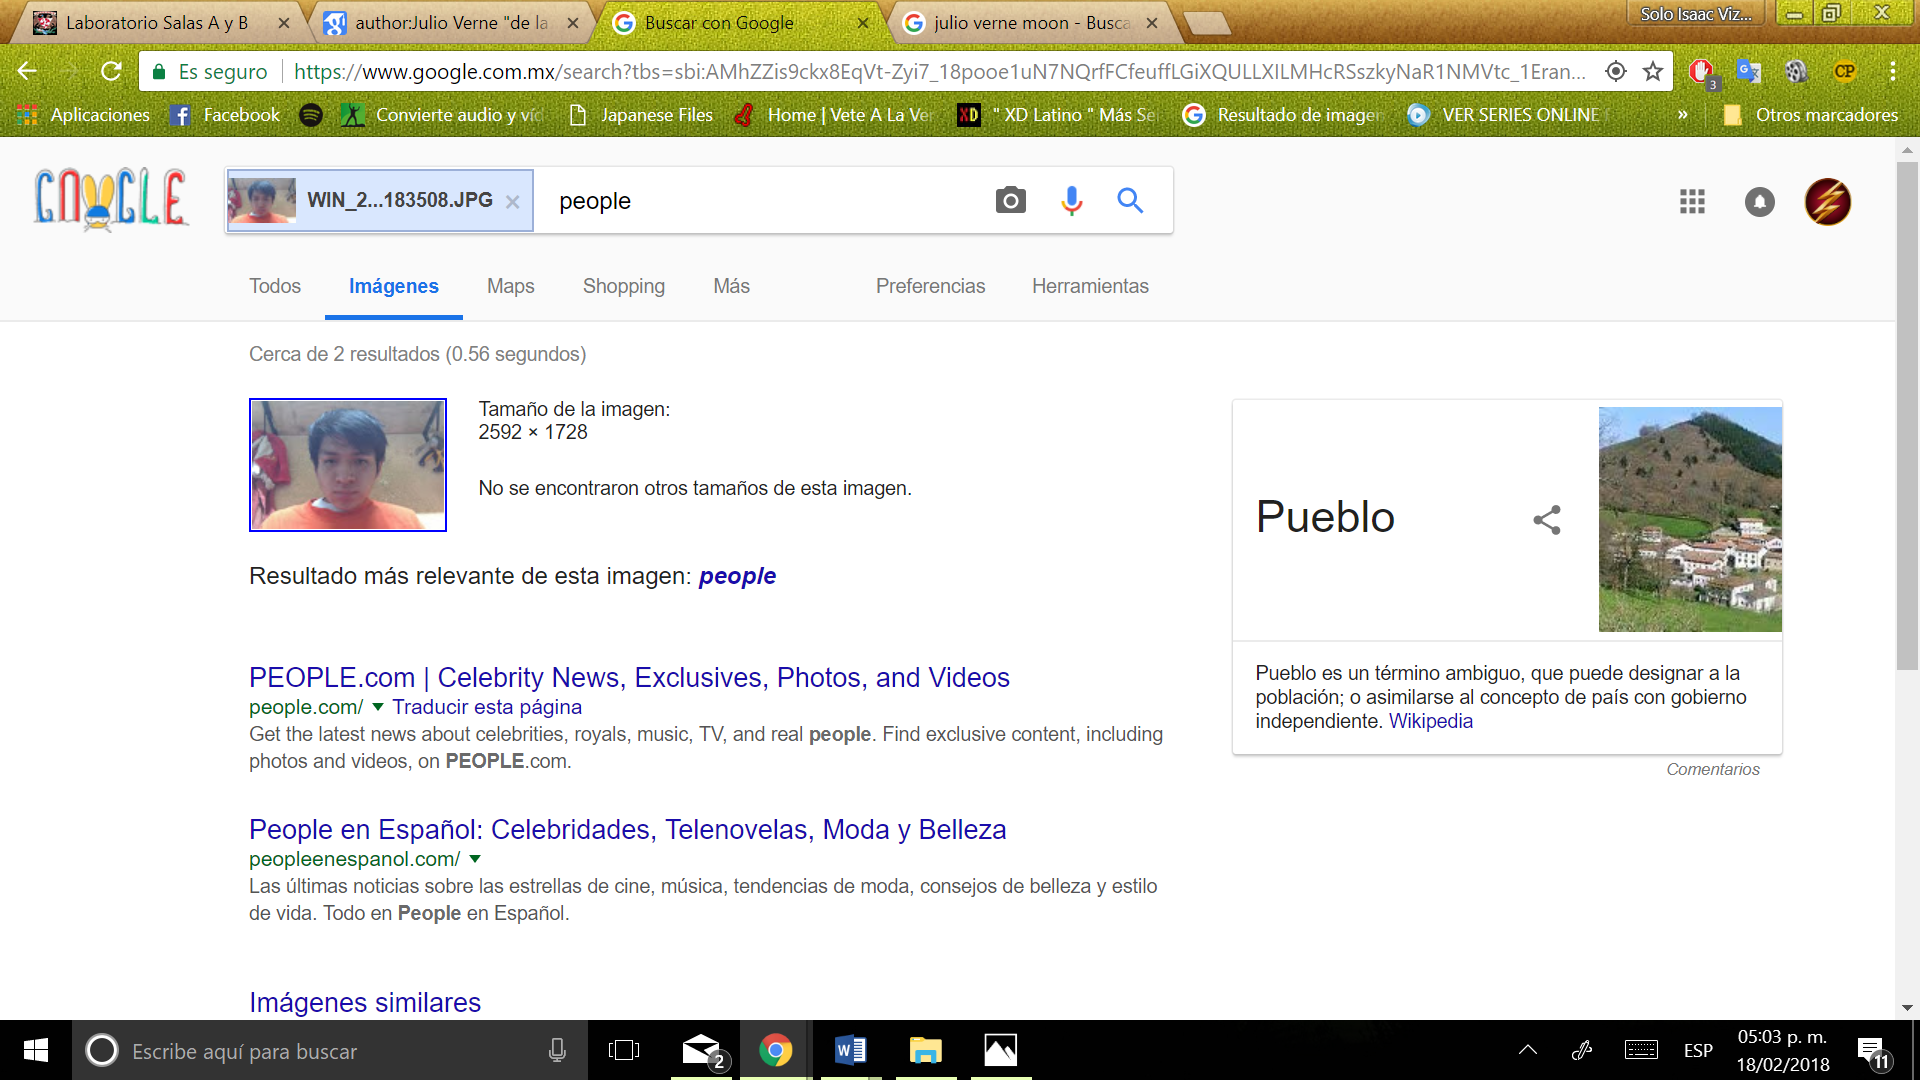 Laboratorio Salas A y B
author:Julio Verne "de la
Buscar con Google
julio verne moon - Busca
Solo Isaac Viz...
Es seguro
https://www.google.com.mx/search?tbs=sbi:AMhZZis9ckx8EqVt-Zyi7_18pooe1uN7NQrfFCfeuffLGiXQULLXILMHcRSszkyNaR1NMVtc_1Eran...
3
CP
Aplicaciones
Facebook
Convierte audio y víd
Japanese Files
Home | Vete A La Ver
XD
" XD Latino " Más Se
Resultado de imagen
VER SERIES ONLINE
»
Otros marcadores
GOOGLE
WIN_2...183508.JPG
people
Todos
Imágenes
Maps
Shopping
Más
Preferencias
Herramientas
Cerca de 2 resultados (0.56 segundos)
Tamaño de la imagen:
2592 × 1728
No se encontraron otros tamaños de esta imagen.
Resultado más relevante de esta imagen: people
PEOPLE.com | Celebrity News, Exclusives, Photos, and Videos
people.com/ ▼ Traducir esta página
Get the latest news about celebrities, royals, music, TV, and real people. Find exclusive content, including
photos and videos, on PEOPLE.com.
People en Español: Celebridades, Telenovelas, Moda y Belleza
peopleenespanol.com/ ▼
Las últimas noticias sobre las estrellas de cine, música, tendencias de moda, consejos de belleza y estilo
de vida. Todo en People en Español.
Imágenes similares
Pueblo
Pueblo es un término ambiguo, que puede designar a la
población; o asimilarse al concepto de país con gobierno
independiente. Wikipedia
Comentarios
Escribe aquí para buscar
2
ESP
05:03 p. m.
18/02/2018
11